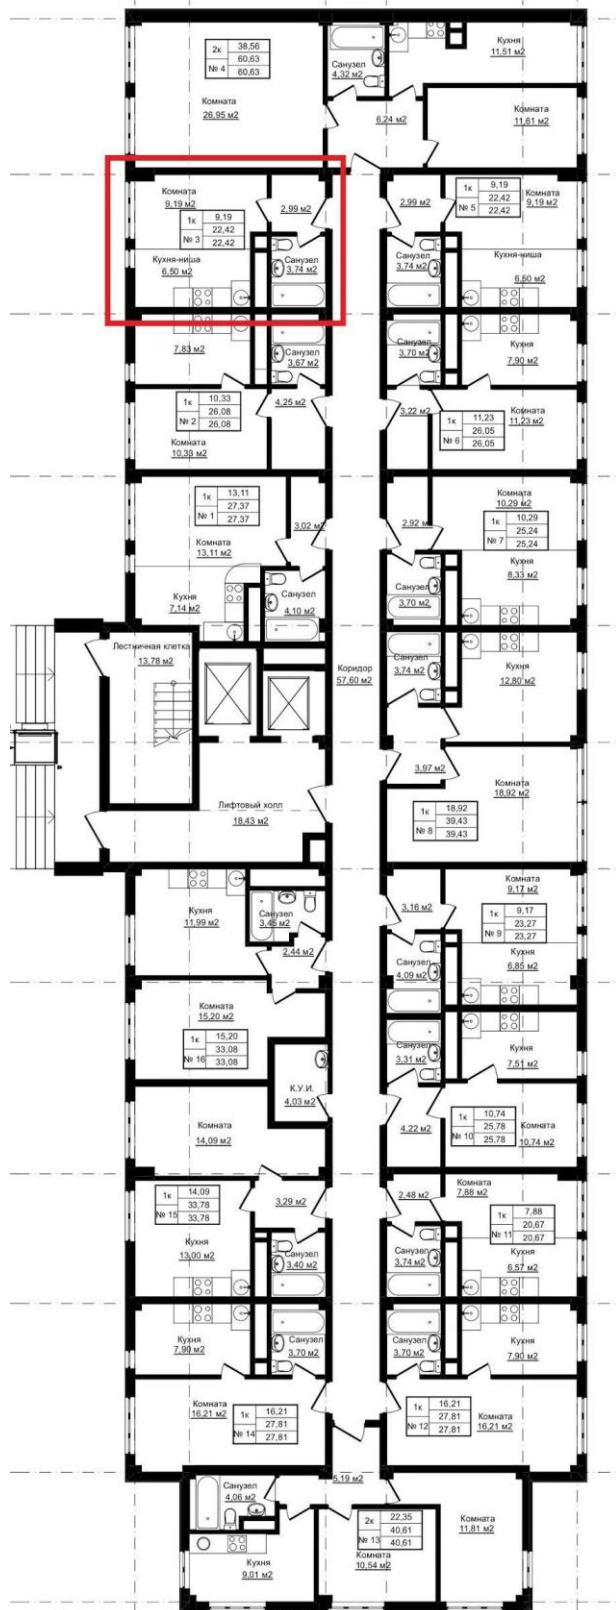 2к 38,56
60,63
№ 4 60,63
Комната
26,95 м2
Санузел
4,32 м2
Кухня
11,51 м2
6,24 м2
Комната
11,61 м2
Комната
9,19 м2
1к 9,19
22,42
№ 3 22,42
2,99 м2
Кухня-ниша
6,50 м2
Санузел
3,74 м2
2,99 м2
1к 9,19
22,42
№ 5 22,42
Комната
9,19 м2
Санузел
3,74 м2
Кухня-ниша
6,50 м2
7,83 м2
Санузел
3,67 м2
Санузел
3,70 м2
Кухня
7,90 м2
1к 10,33
26,08
№ 2 26,08
4,25 м2
Комната
10,33 м2
3,22 м2
1к 11,23
26,05
№ 6 26,05
Комната
11,23 м2
1к 13,11
27,37
№ 1 27,37
Комната
13,11 м2
3,02 м2
Кухня
7,14 м2
Санузел
4,10 м2
2,92 м2
Комната
10,29 м2
1к 10,29
25,24
№ 7 25,24
Кухня
8,33 м2
Санузел
3,70 м2
Лестничная клетка
13,78 м2
Коридор
57,60 м2
Санузел
3,74 м2
Кухня
12,80 м2
3,97 м2
Комната
18,92 м2
1к 18,92
39,43
№ 8 39,43
Лифтовый холл
18,43 м2
Кухня
11,99 м2
Санузел
3,45 м2
2,44 м2
3,16 м2
Комната
9,17 м2
1к 9,17
23,27
№ 9 23,27
Санузел
4,09 м2
Кухня
6,85 м2
Комната
15,20 м2
1к 15,20
33,08
№ 16 33,08
Санузел
3,31 м2
Кухня
7,51 м2
К.У.И.
4,03 м2
Комната
14,09 м2
4,22 м2
1к 10,74
25,78
№ 10 25,78
Комната
10,74 м2
1к 14,09
33,78
№ 15 33,78
3,29 м2
Кухня
13,00 м2
Санузел
3,40 м2
2,48 м2
Комната
7,88 м2
1к 7,88
20,67
№ 11 20,67
Санузел
3,74 м2
Кухня
6,57 м2
Кухня
7,90 м2
Санузел
3,70 м2
Санузел
3,70 м2
Кухня
7,90 м2
Комната
16,21 м2
1к 16,21
27,81
№ 14 27,81
1к 16,21
27,81
№ 12 27,81
Комната
16,21 м2
Санузел
4,06 м2
5,19 м2
2к 22,35
40,61
№ 13 40,61
Кухня
9,01 м2
Комната
10,54 м2
Комната
11,81 м2